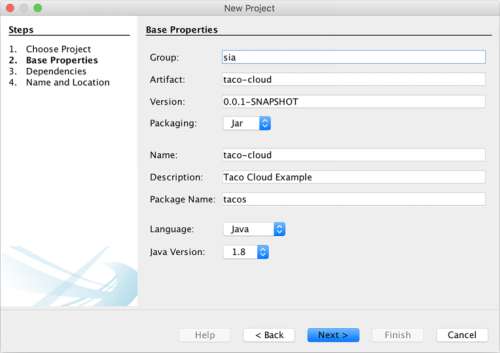 New Project
Steps
1. Choose Project
2. Base Properties
3. Dependencies
4. Name and Location
Base Properties
Group: sia
Artifact: taco-cloud
Version: 0.0.1-SNAPSHOT
Packaging: Jar
Name: taco-cloud
Description: Taco Cloud Example
Package Name: tacos
Language: Java
Java Version: 1.8
Help < Back Next > Finish Cancel